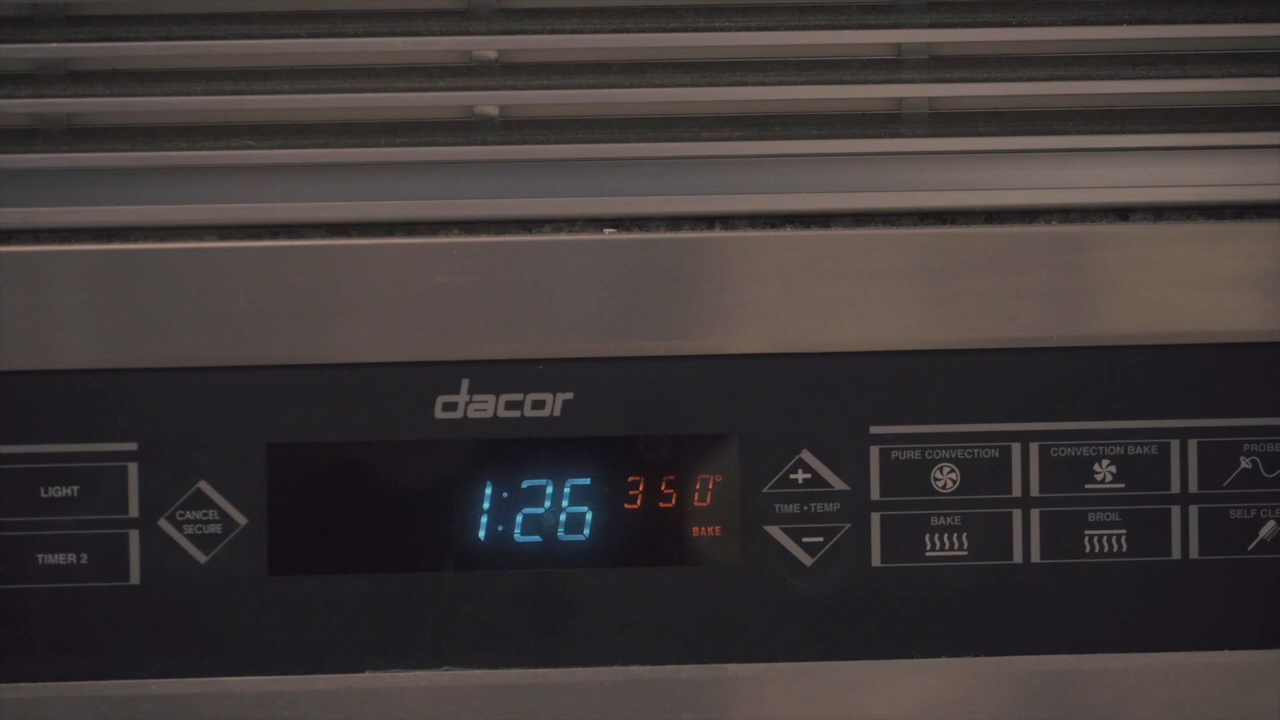 dacor
LIGHT
TIMER 2
CANCEL
SECURE
1:26
350°
BAKE
TIME • TEMP
PURE CONVECTION
CONVECTION BAKE
BAKE
BROIL
PROBE
SELF CLE